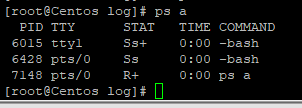 [root@Centos log]# ps a
PID TTY STAT TIME COMMAND
6015 tty1 Ss+ 0:00 -bash
6428 pts/0 Ss 0:00 -bash
7148 pts/0 R+ 0:00 ps a
[root@Centos log]#